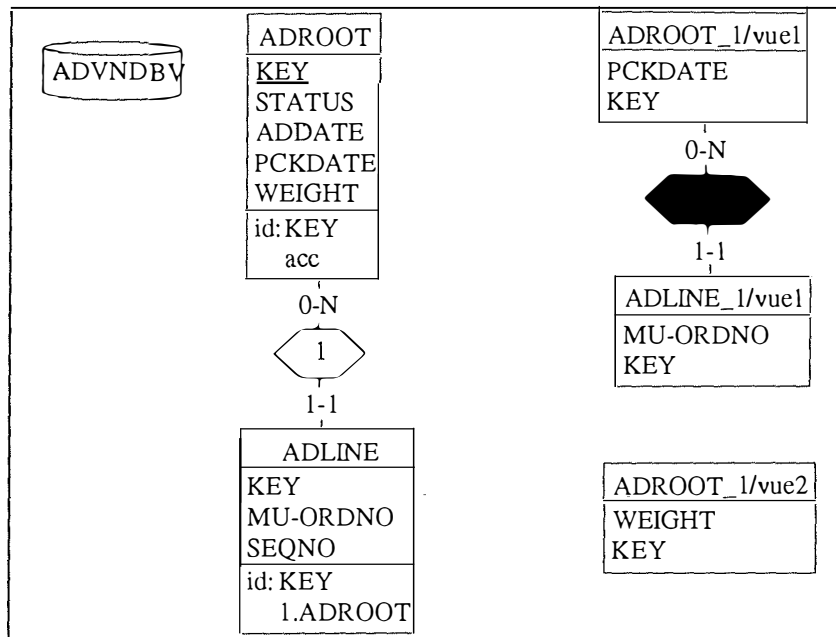 ADVNDBV
ADROOT
KEY
STATUS
ADDATE
PCKDATE
WEIGHT
id: KEY
acc
0-N
1
1-1
ADLINE
KEY
MU-ORDNO
SEQNO
id: KEY
1.ADROOT
ADROOT_1/vue1
PCKDATE
KEY
0-N
1-1
ADLINE_1/vue1
MU-ORDNO
KEY
ADROOT_1/vue2
WEIGHT
KEY